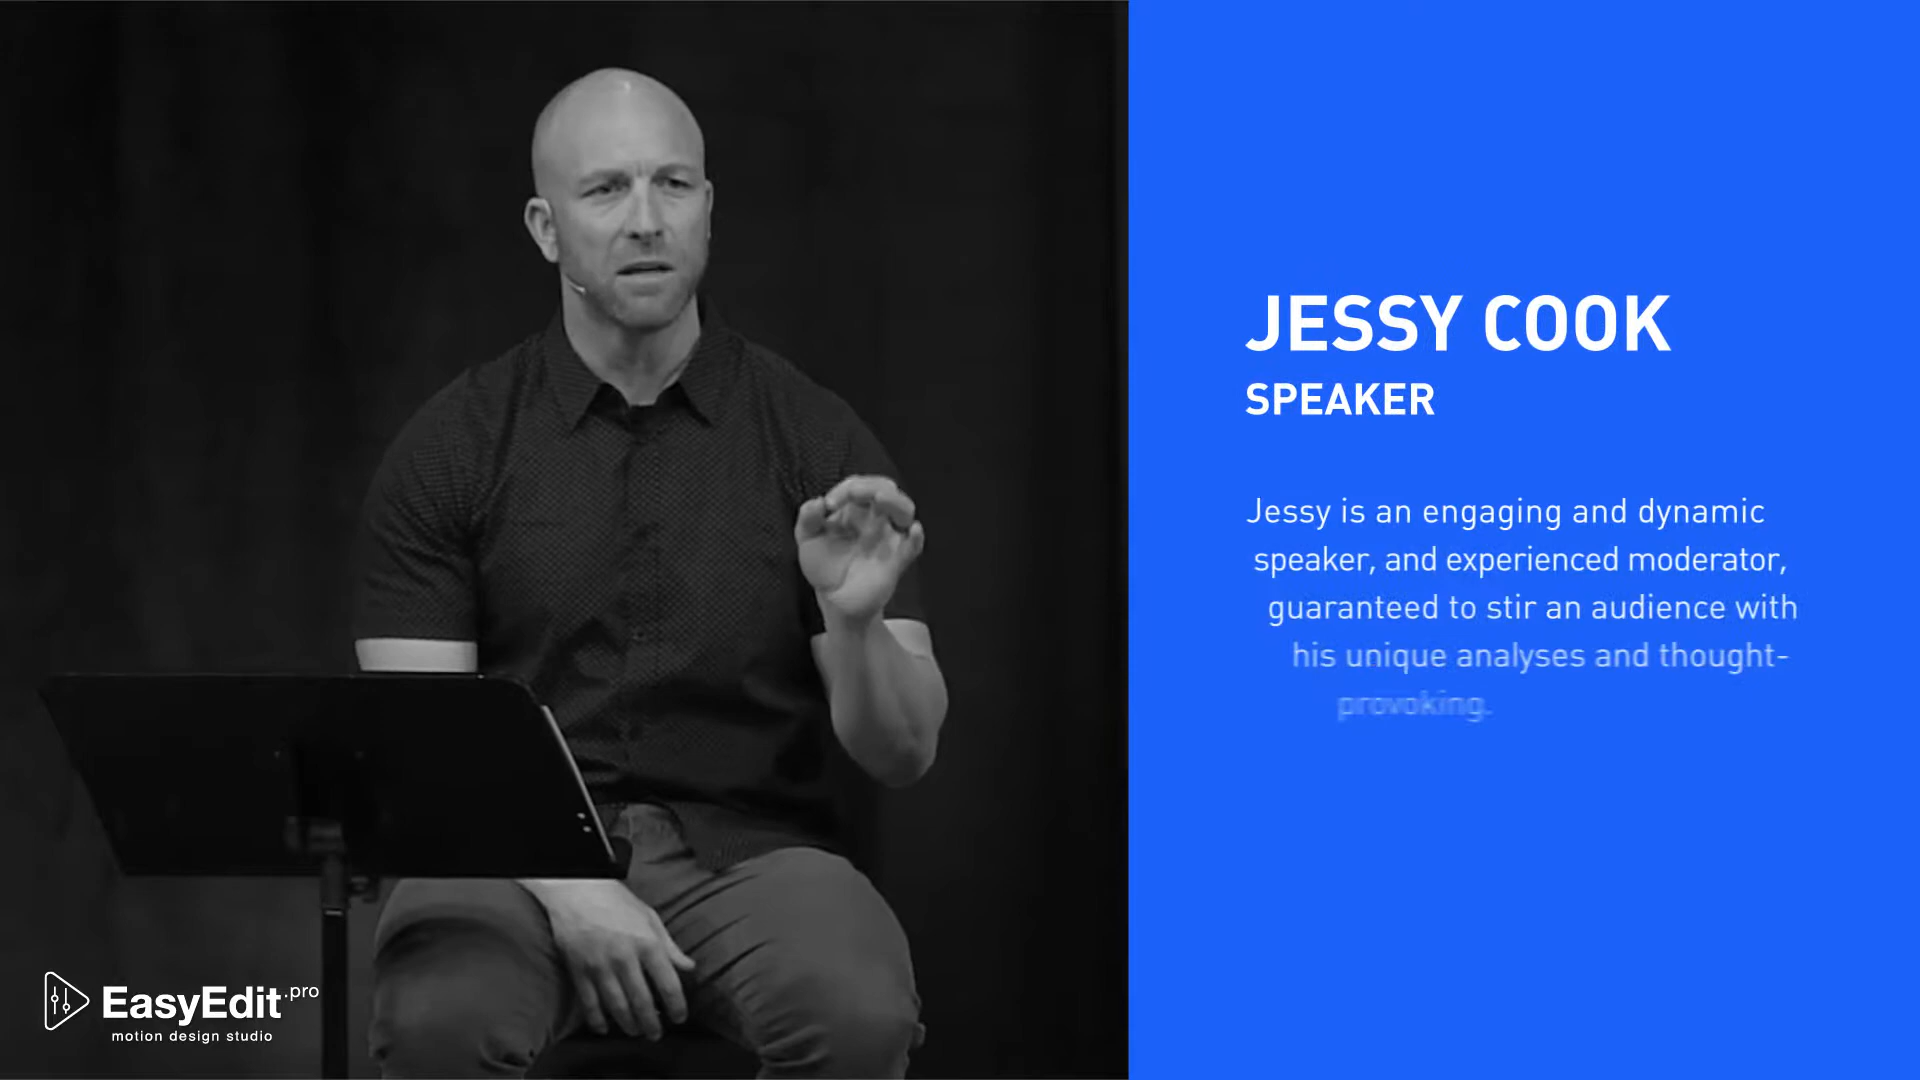 JESSY COOK
SPEAKER
Jessy is an engaging and dynamic
speaker, and experienced moderator,
guaranteed to stir an audience with
his unique analyses and thought-
provoking.
EasyEdit.pro
motion design studio